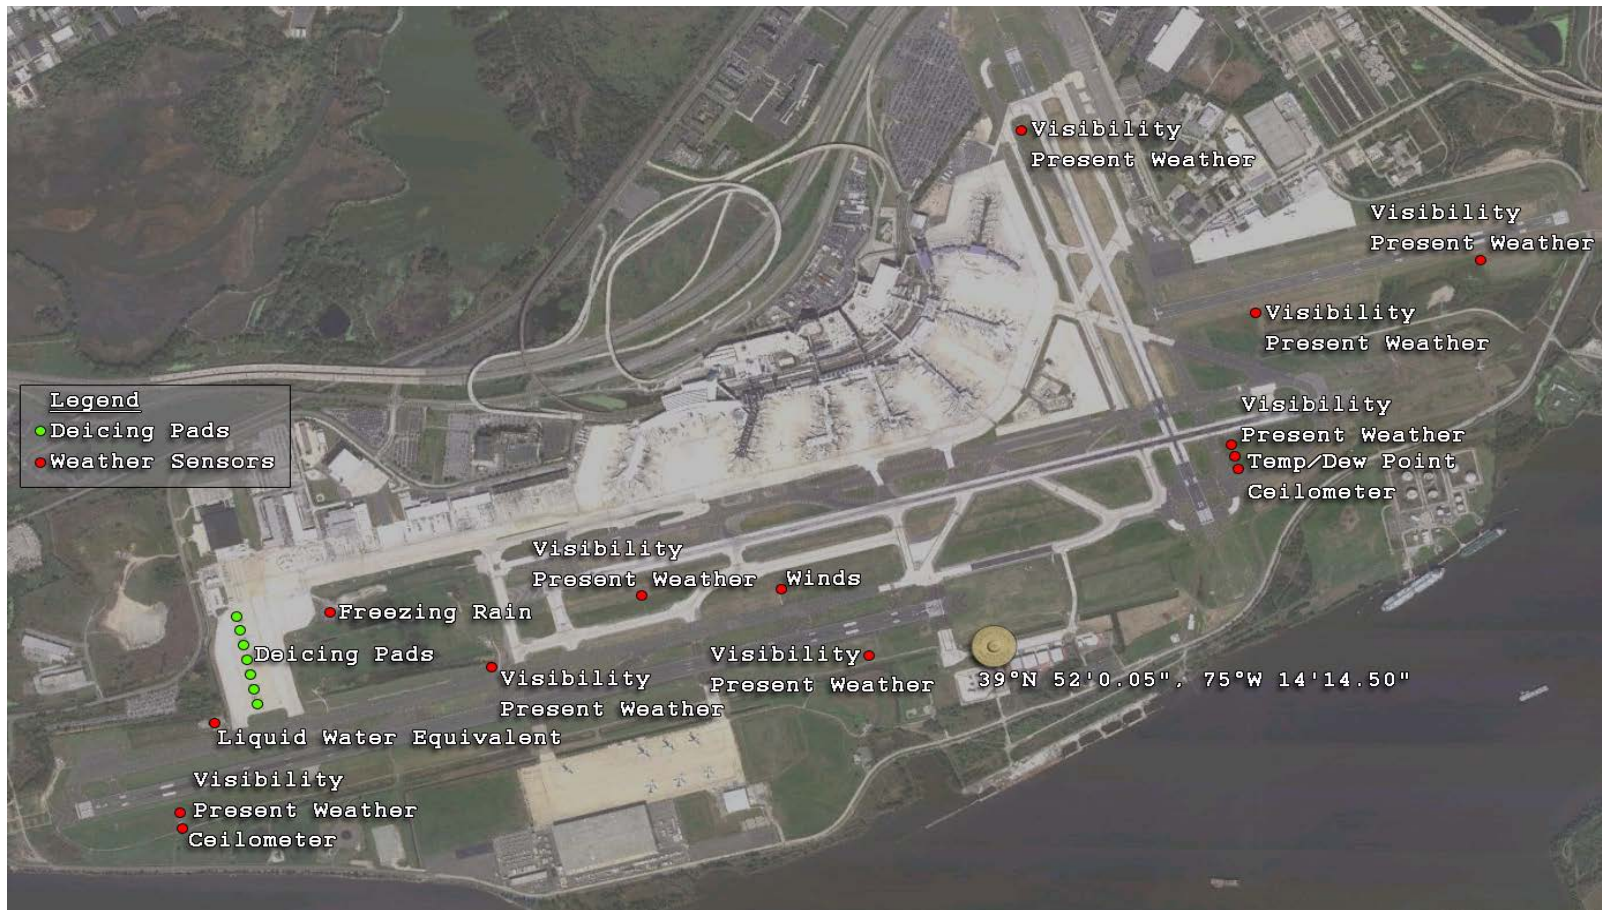 Visibility
Present Weather
Visibility
Present Weather
Visibility
Present Weather
Legend
Deicing Pads
Weather Sensors
Visibility
Present Weather
Temp/Dew Point
Ceilometer
Visibility
Present Weather
Winds
Freezing Rain
Deicing Pads
Visibility
Present Weather
Visibility
Present Weather
39°N 52'0.05", 75°W 14'14.50"
Liquid Water Equivalent
Visibility
Present Weather
Ceilometer